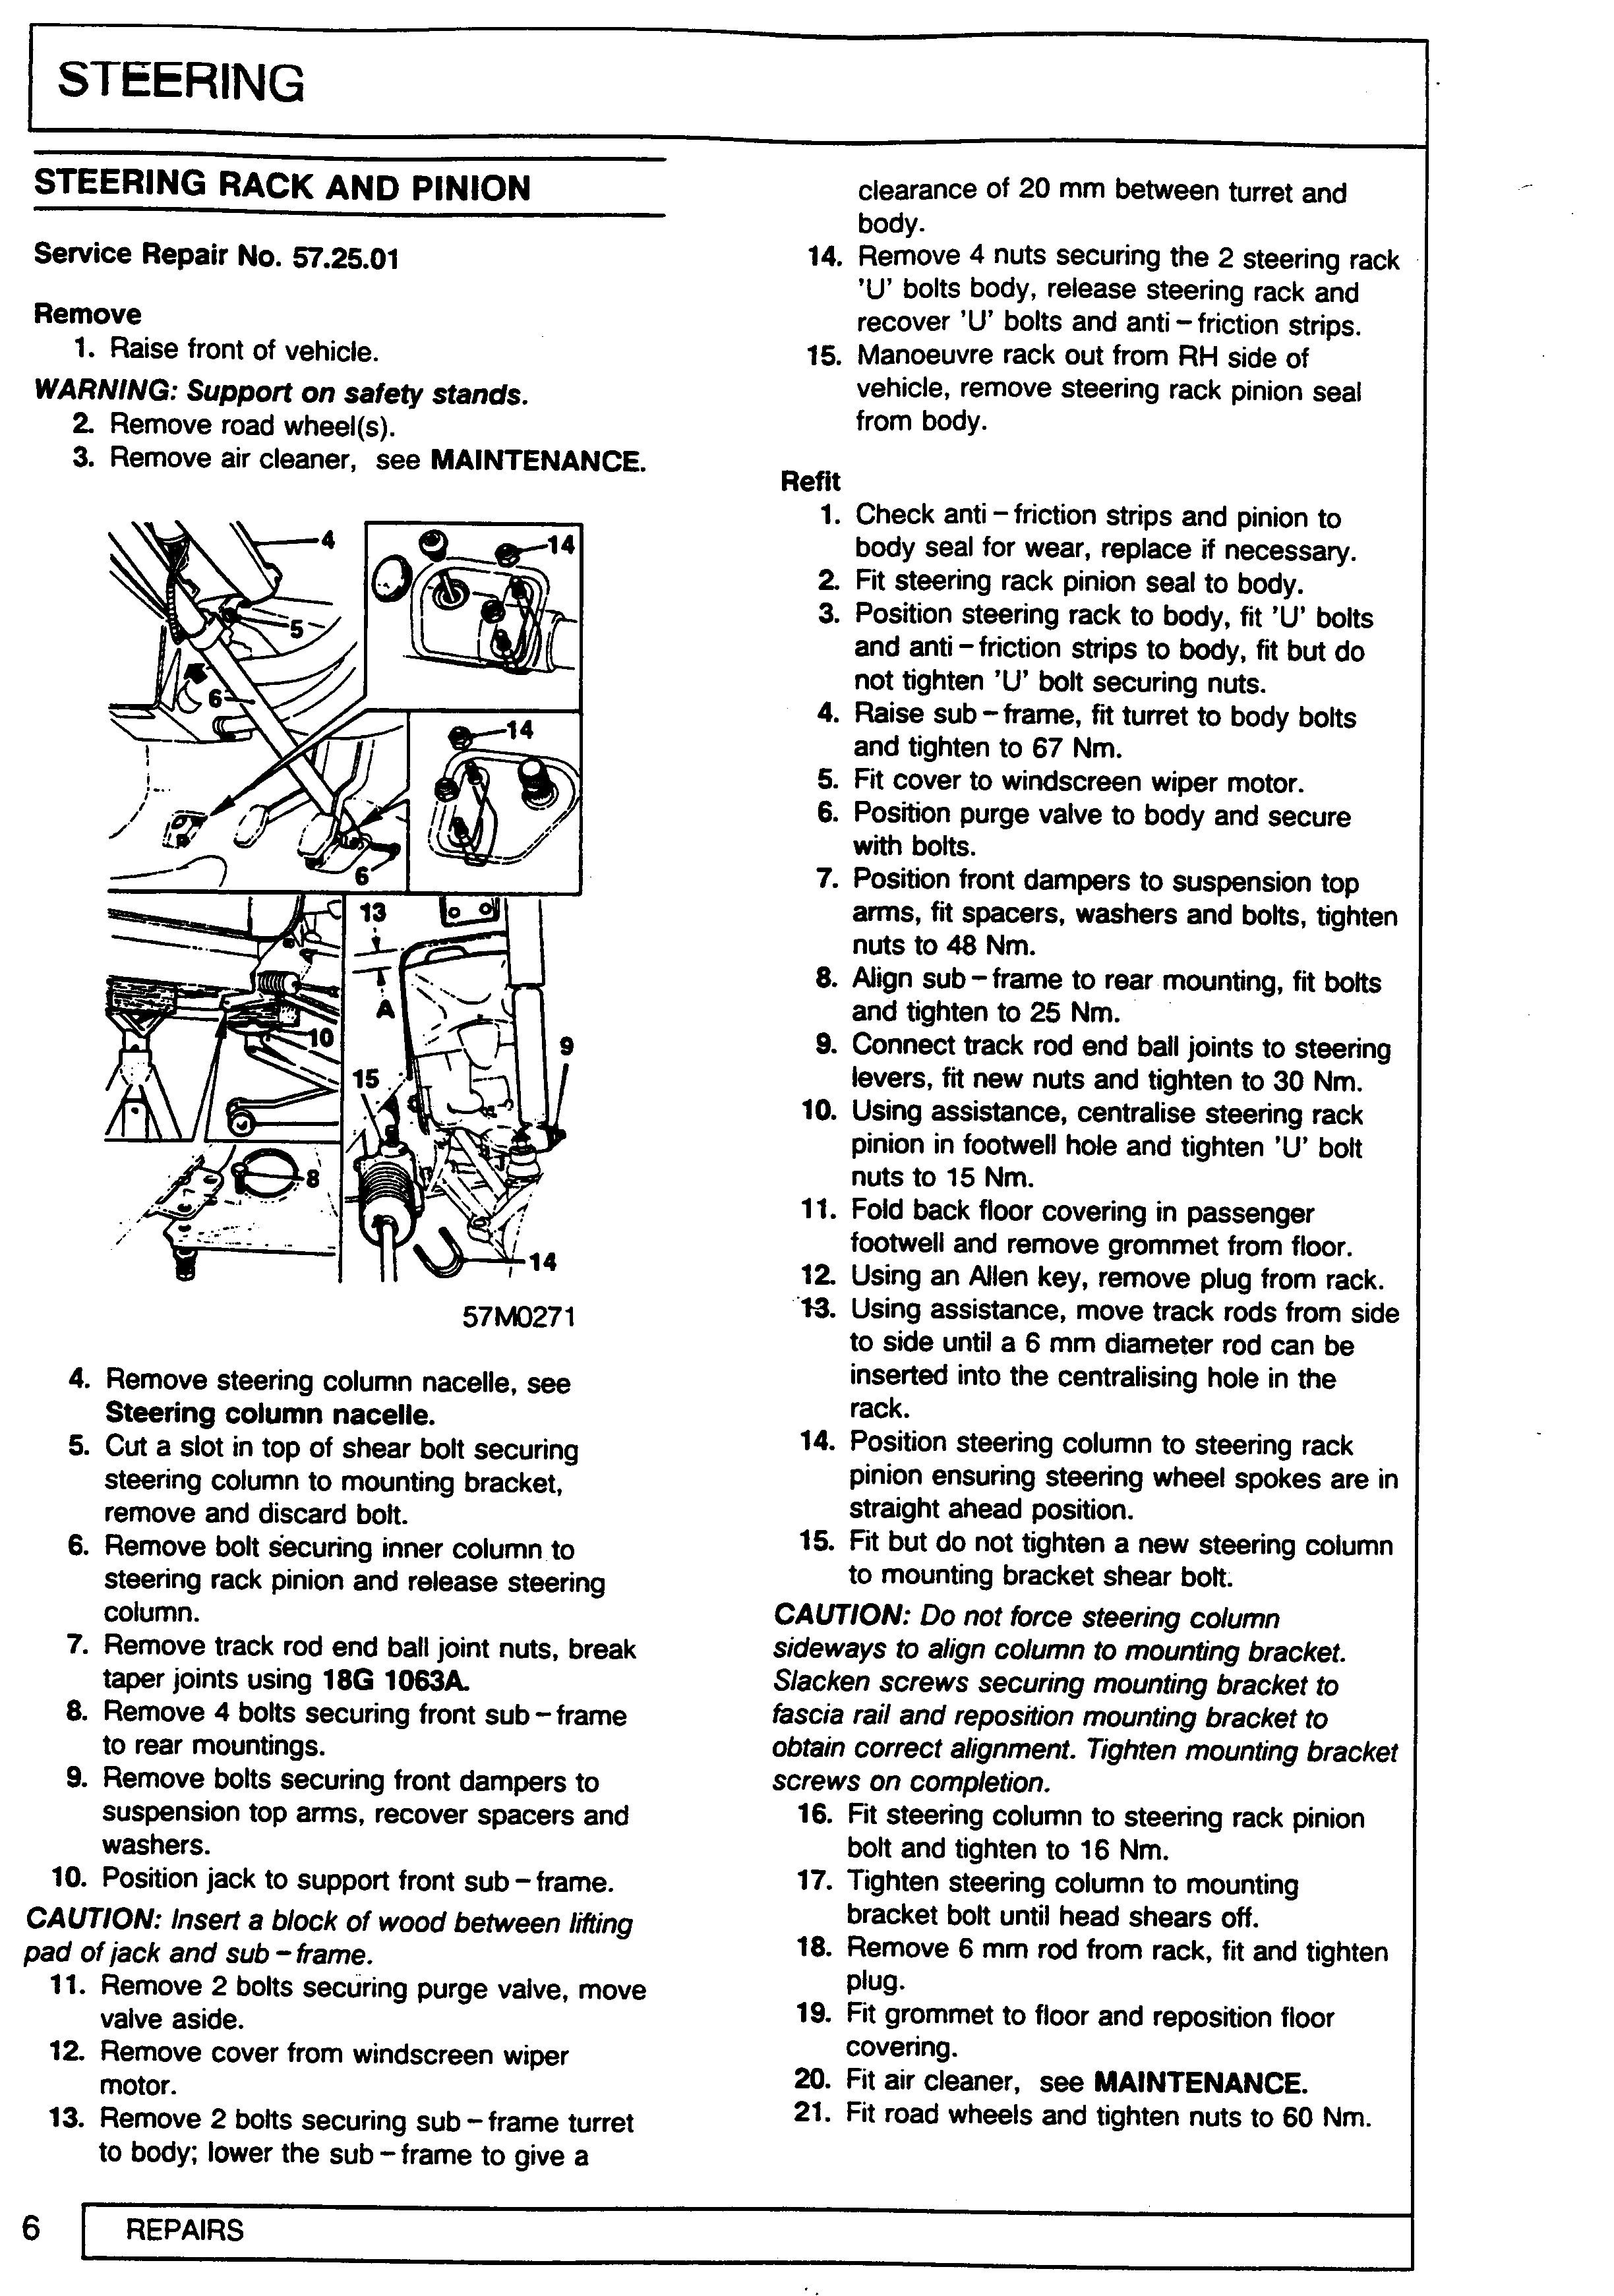 STEERING
STEERING RACK AND PINION
Service Repair No. 57.25.01
Remove
1. Raise front of vehicle.
WARNING: Support on safety stands.
2. Remove road wheel(s).
3. Remove air cleaner, see MAINTENANCE.
4
14
5
6
14
6
13
A
10
9
15
8
14
57M0271
4. Remove steering column nacelle, see
Steering column nacelle.
5. Cut a slot in top of shear bolt securing
steering column to mounting bracket,
remove and discard bolt.
6. Remove bolt securing inner column to
steering rack pinion and release steering
column.
7. Remove track rod end ball joint nuts, break
taper joints using 18G 1063A.
8. Remove 4 bolts securing front sub-frame
to rear mountings.
9. Remove bolts securing front dampers to
suspension top arms, recover spacers and
washers.
10. Position jack to support front sub-frame.
CAUTION: Insert a block of wood between lifting
pad of jack and sub-frame.
11. Remove 2 bolts securing purge valve, move
valve aside.
12. Remove cover from windscreen wiper
motor.
13. Remove 2 bolts securing sub-frame turret
to body; lower the sub-frame to give a
clearance of 20 mm between turret and
body.
14. Remove 4 nuts securing the 2 steering rack
'U' bolts body, release steering rack and
recover 'U' bolts and anti-friction strips.
15. Manoeuvre rack out from RH side of
vehicle, remove steering rack pinion seal
from body.
Refit
1. Check anti-friction strips and pinion to
body seal for wear, replace if necessary.
2. Fit steering rack pinion seal to body.
3. Position steering rack to body, fit 'U' bolts
and anti-friction strips to body, fit but do
not tighten 'U' bolt securing nuts.
4. Raise sub-frame, fit turret to body bolts
and tighten to 67 Nm.
5. Fit cover to windscreen wiper motor.
6. Position purge valve to body and secure
with bolts.
7. Position front dampers to suspension top
arms, fit spacers, washers and bolts, tighten
nuts to 48 Nm.
8. Align sub-frame to rear mounting, fit bolts
and tighten to 25 Nm.
9. Connect track rod end ball joints to steering
levers, fit new nuts and tighten to 30 Nm.
10. Using assistance, centralise steering rack
pinion in footwell hole and tighten 'U' bolt
nuts to 15 Nm.
11. Fold back floor covering in passenger
footwell and remove grommet from floor.
12. Using an Allen key, remove plug from rack.
13. Using assistance, move track rods from side
to side until a 6 mm diameter rod can be
inserted into the centralising hole in the
rack.
14. Position steering column to steering rack
pinion ensuring steering wheel spokes are in
straight ahead position.
15. Fit but do not tighten a new steering column
to mounting bracket shear bolt.
CAUTION: Do not force steering column
sideways to align column to mounting bracket.
Slacken screws securing mounting bracket to
fascia rail and reposition mounting bracket to
obtain correct alignment. Tighten mounting bracket
screws on completion.
16. Fit steering column to steering rack pinion
bolt and tighten to 16 Nm.
17. Tighten steering column to mounting
bracket bolt until head shears off.
18. Remove 6 mm rod from rack, fit and tighten
plug.
19. Fit grommet to floor and reposition floor
covering.
20. Fit air cleaner, see MAINTENANCE.
21. Fit road wheels and tighten nuts to 60 Nm.
6
REPAIRS